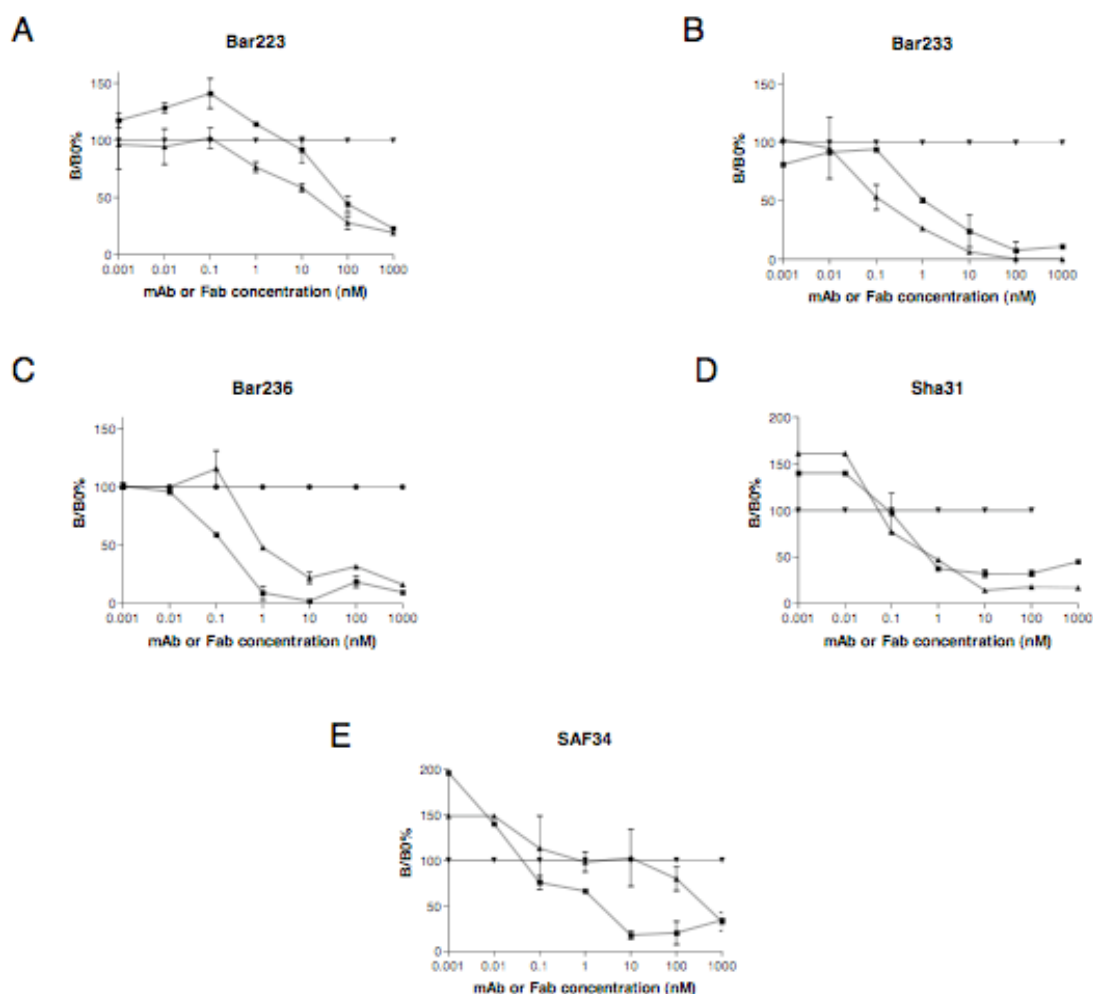 A
Bar223
B/B0%
150
100
50
0
0.001 0.01 0.1 1 10 100 1000
mAb or Fab concentration (nM)
B
Bar233
B/B0%
150
100
50
0
0.001 0.01 0.1 1 10 100 1000
mAb or Fab concentration (nM)
C
Bar236
B/B0%
150
100
50
0
0.001 0.01 0.1 1 10 100 1000
mAb or Fab concentration (nM)
D
Sha31
B/B0%
200
150
100
50
0
0.001 0.01 0.1 1 10 100 1000
mAb or Fab concentration (nM)
E
SAF34
B/B0%
200
150
100
50
0
0.001 0.01 0.1 1 10 100 1000
mAb or Fab concentration (nM)